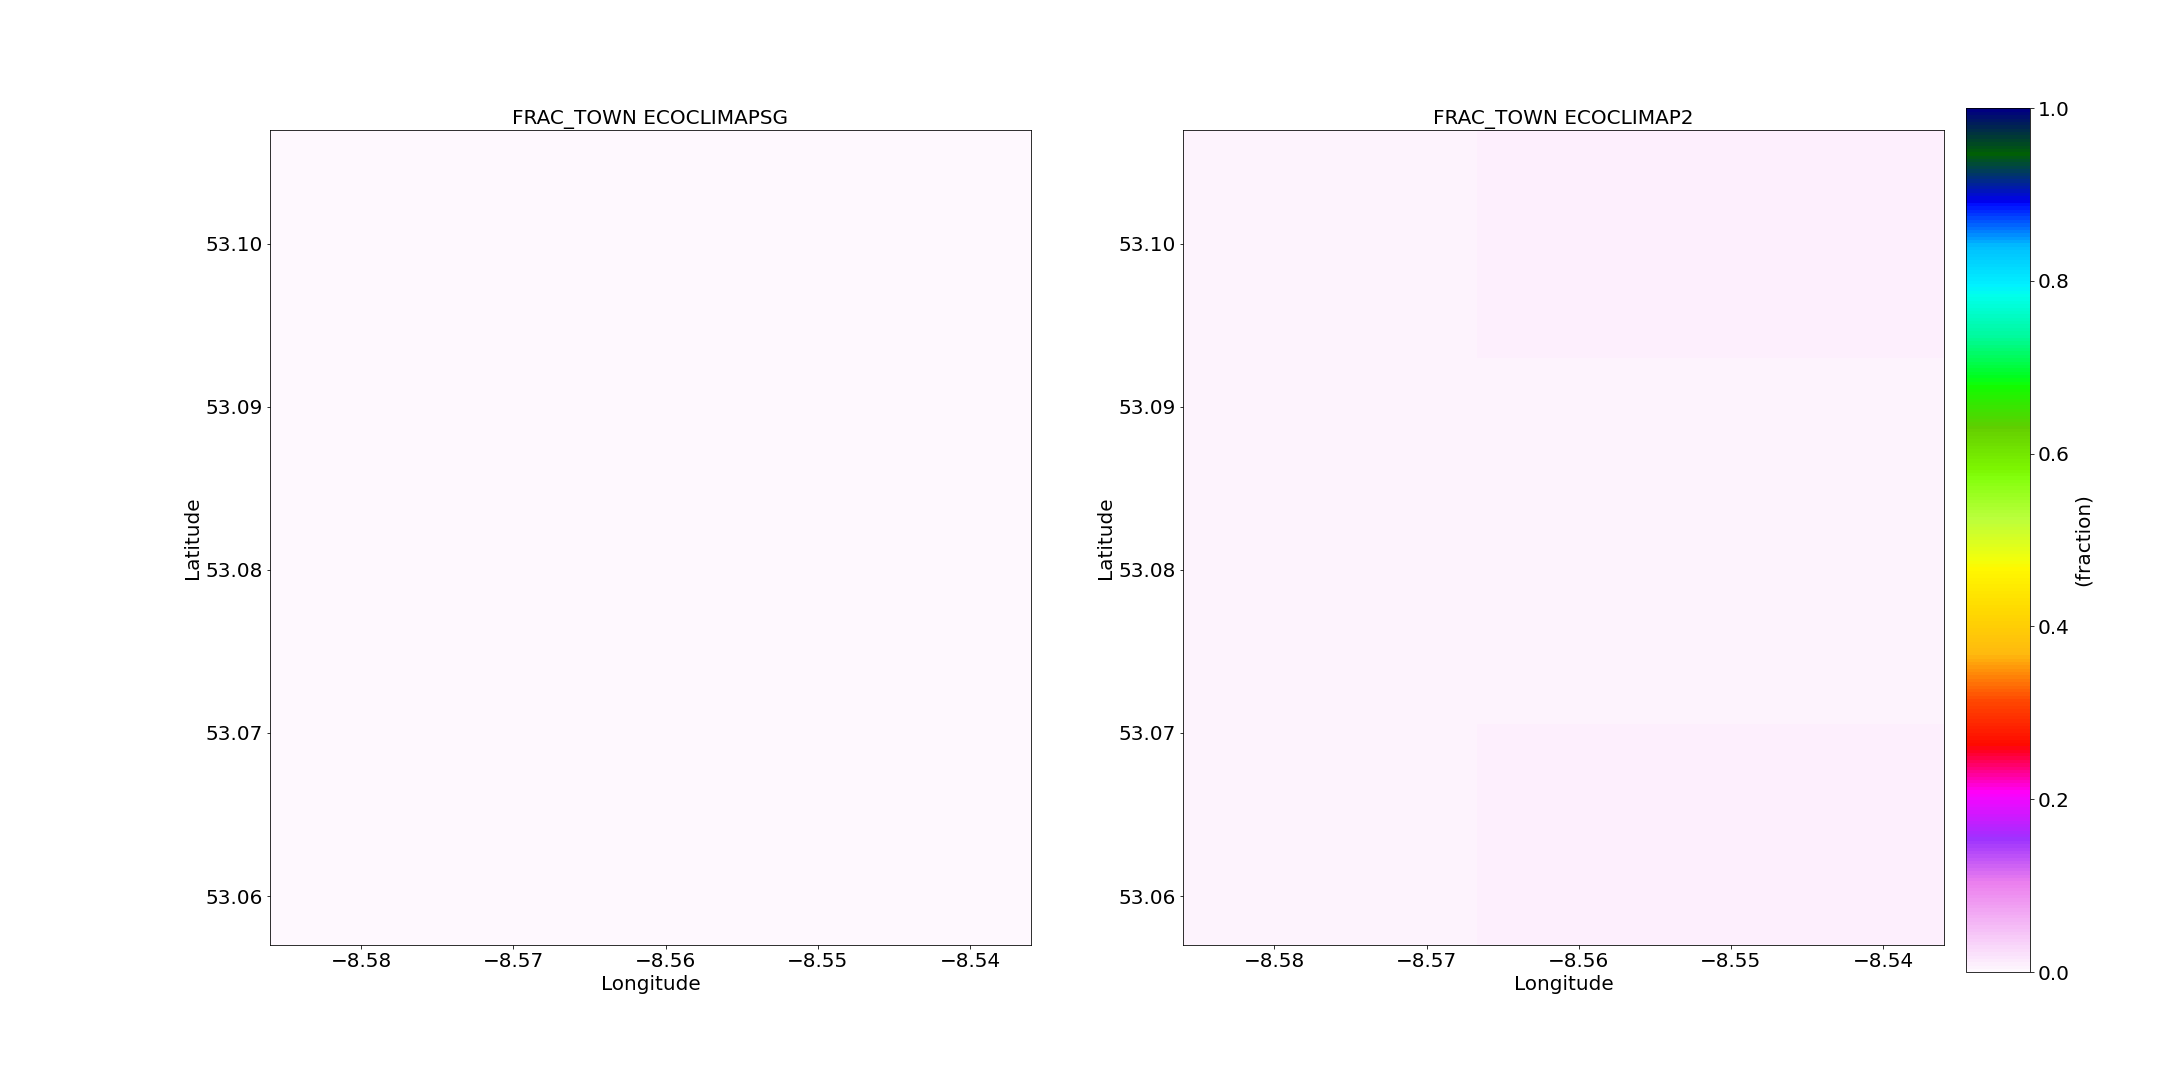 FRAC_TOWN ECOCLIMAPSG
53.10
53.09
53.08
53.07
53.06
Latitude
−8.58 −8.57 −8.56 −8.55 −8.54
Longitude
FRAC_TOWN ECOCLIMAP2
53.10
53.09
53.08
53.07
53.06
Latitude
−8.58 −8.57 −8.56 −8.55 −8.54
Longitude
1.0
0.8
0.6
0.4
0.2
0.0
(fraction)